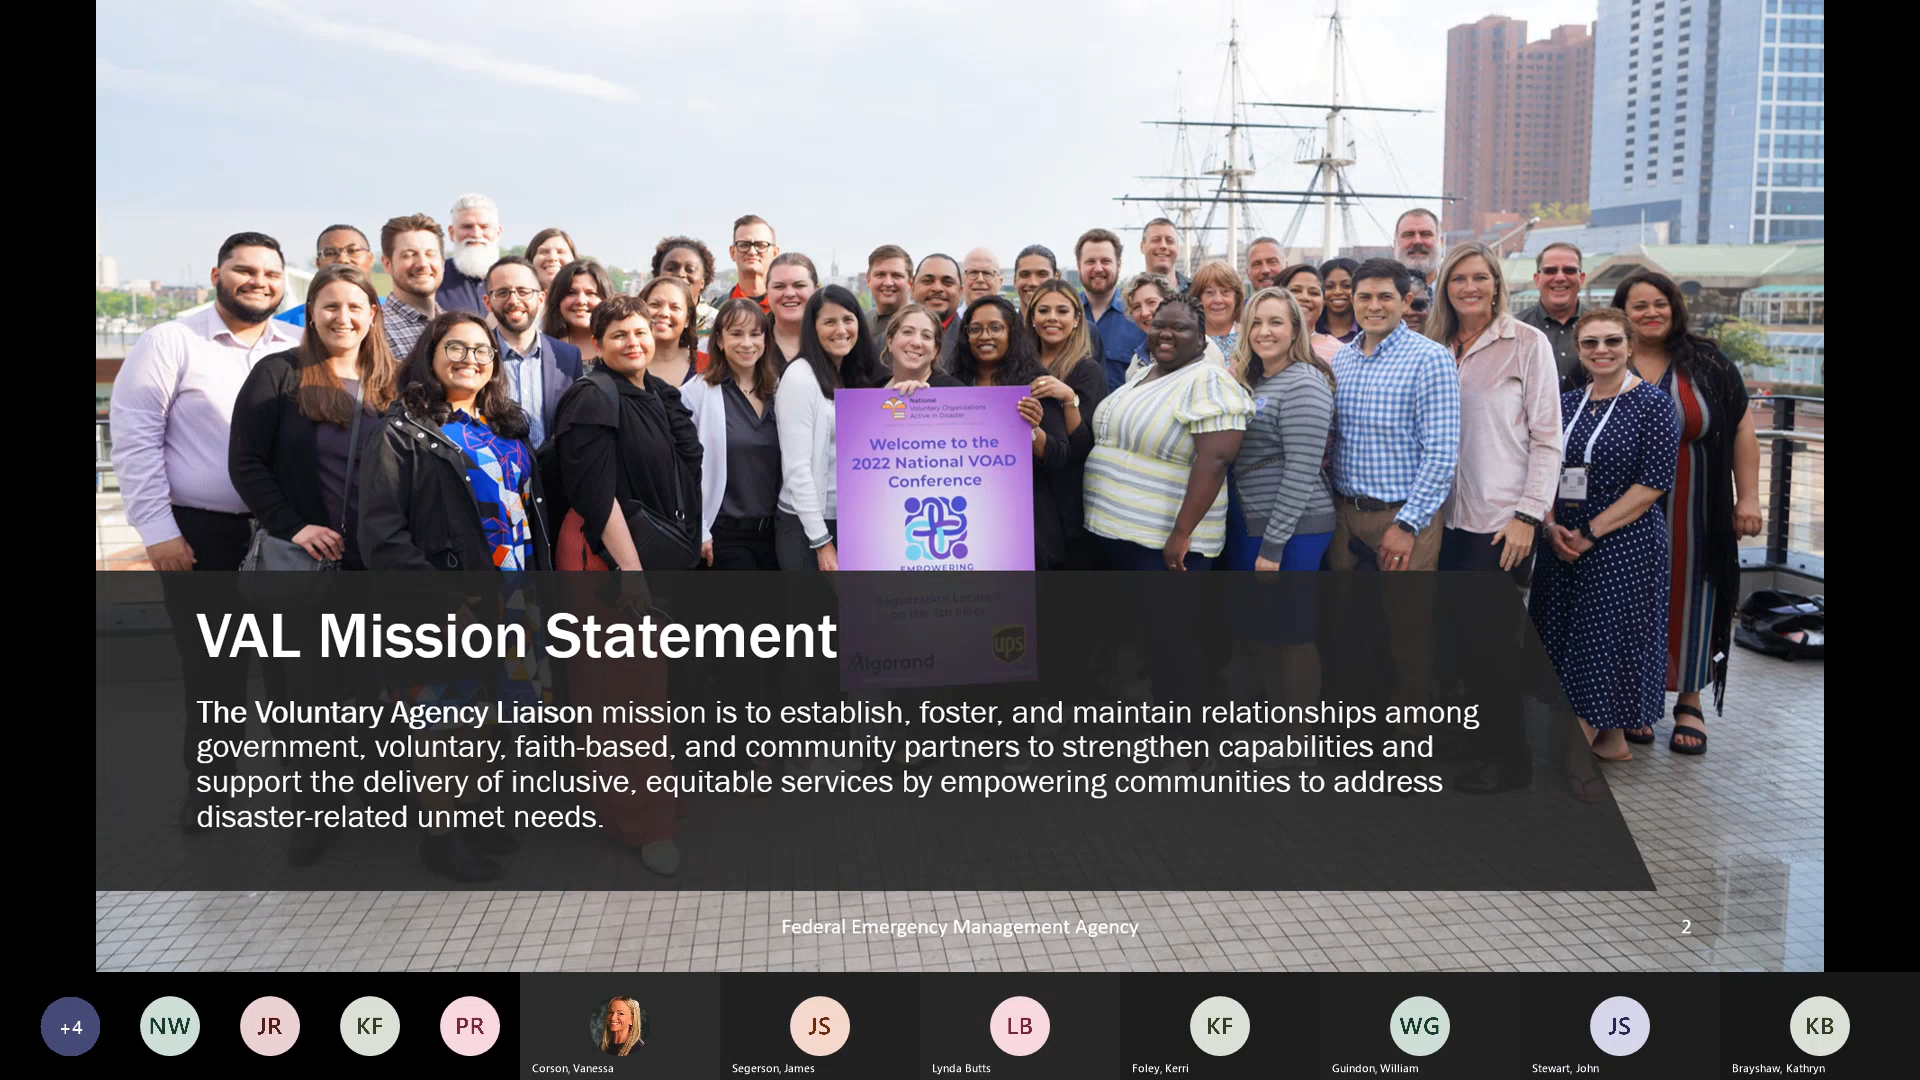 National
Voluntary Organizations
Active in Disaster
Welcome to the
2022 National VOAD
Conference
EMPOWERING
Registration Located
on the 5th Floor
ups
Algorand
VAL Mission Statement
The Voluntary Agency Liaison mission is to establish, foster, and maintain relationships among
government, voluntary, faith-based, and community partners to strengthen capabilities and
support the delivery of inclusive, equitable services by empowering communities to address
disaster-related unmet needs.
Federal Emergency Management Agency
2
+4
NW
JR
KF
PR
Corson, Vanessa
JS
Segerson, James
LB
Lynda Butts
KF
Foley, Kerri
WG
Guindon, William
JS
Stewart, John
KB
Brayshaw, Kathryn